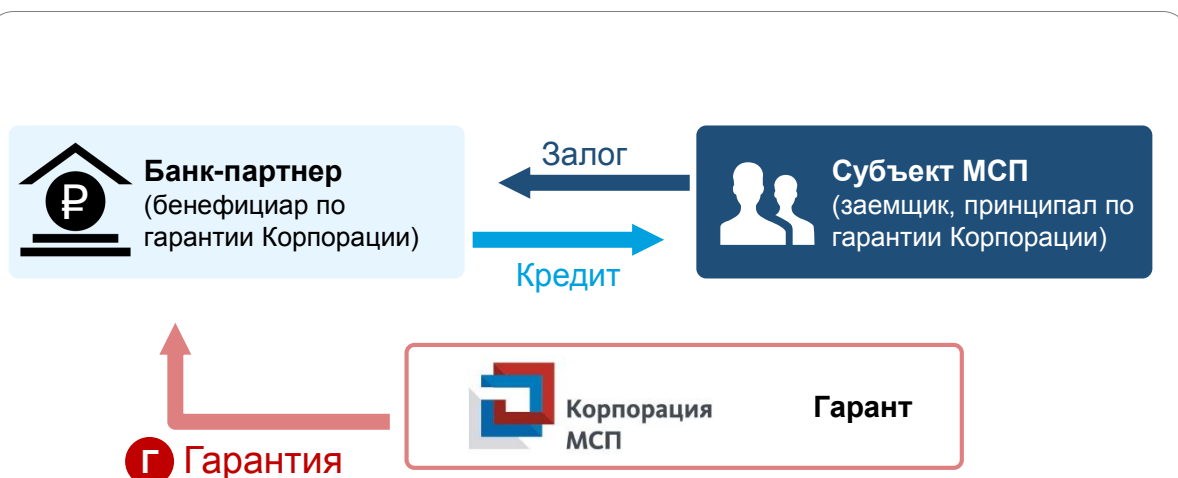 Залог
Банк-партнер
(бенефициар по
гарантии Корпорации)
Субъект МСП
(заемщик, принципал по
гарантии Корпорации)
Кредит
Корпорация
МСП
Гарант
Г Гарантия